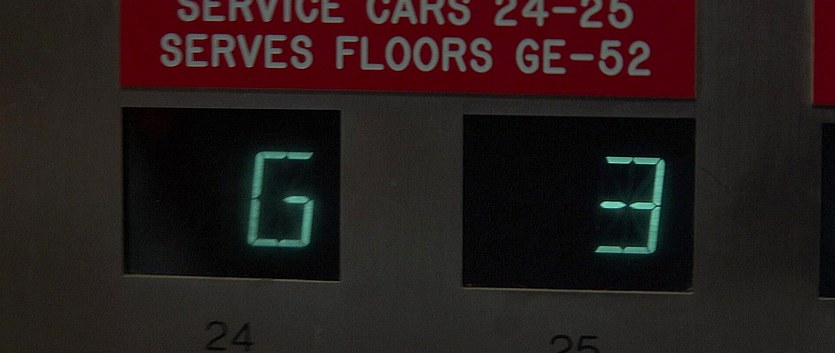 SERVICE CARS 24-25
SERVES FLOORS GE-52
G 3
24 25